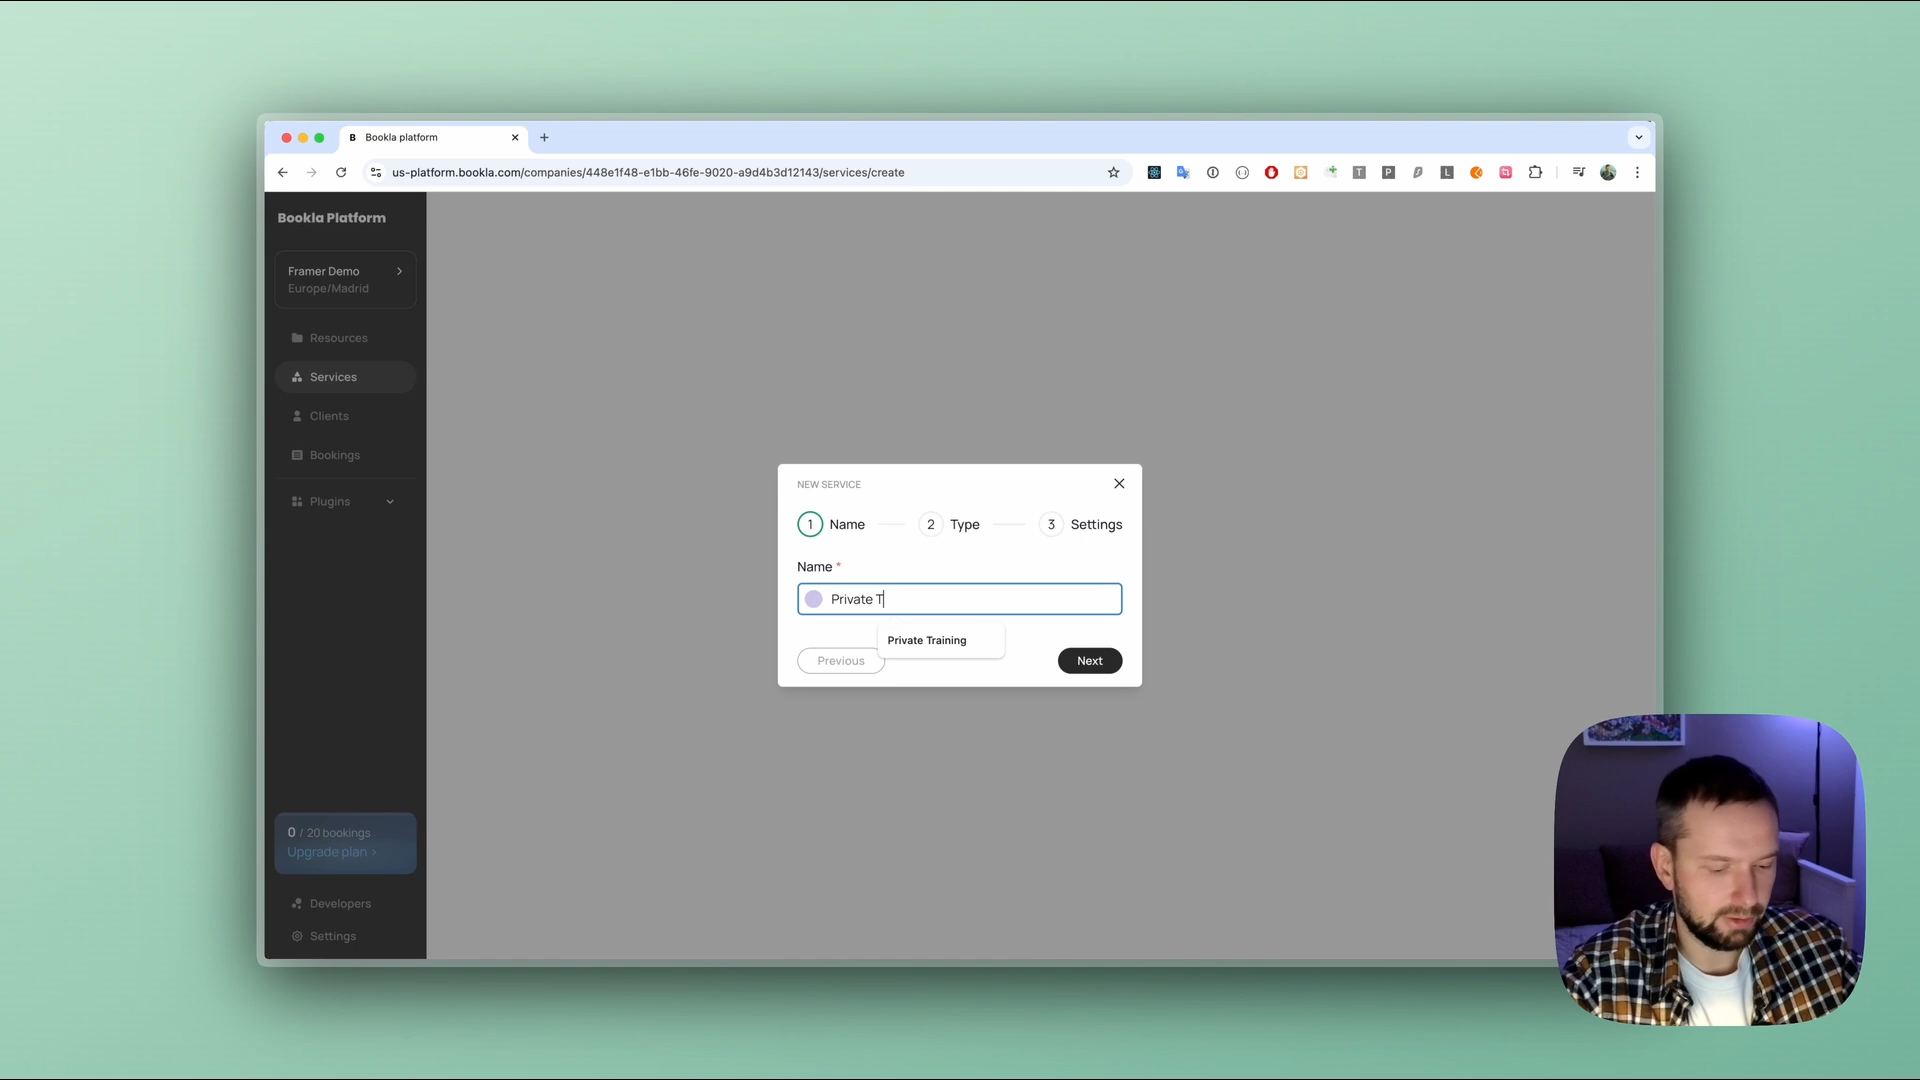 B Bookla platform
us-platform.bookla.com/companies/448e1f48-e1bb-46fe-9020-a9d4b3d12143/services/create
T
P
L
Bookla Platform
Framer Demo
Europe/Madrid
Resources
Services
Clients
Bookings
Plugins
0 / 20 bookings
Upgrade plan >
Developers
Settings
NEW SERVICE
1 Name
2 Type
3 Settings
Name *
Private T
Private Training
Previous
Next